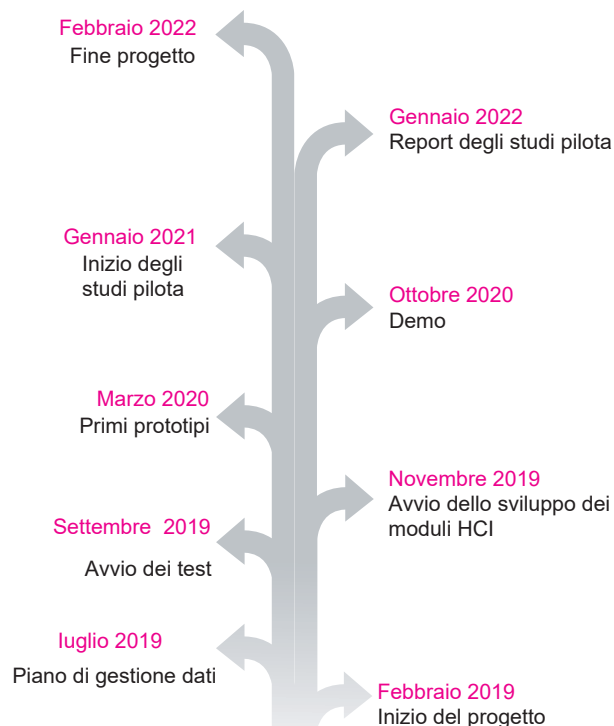 Febbraio 2022
Fine progetto
Gennaio 2022
Report degli studi pilota
Gennaio 2021
Inizio degli
studi pilota
Ottobre 2020
Demo
Marzo 2020
Primi prototipi
Novembre 2019
Avvio dello sviluppo dei
moduli HCI
Settembre 2019
Avvio dei test
luglio 2019
Piano di gestione dati
Febbraio 2019
Inizio del progetto